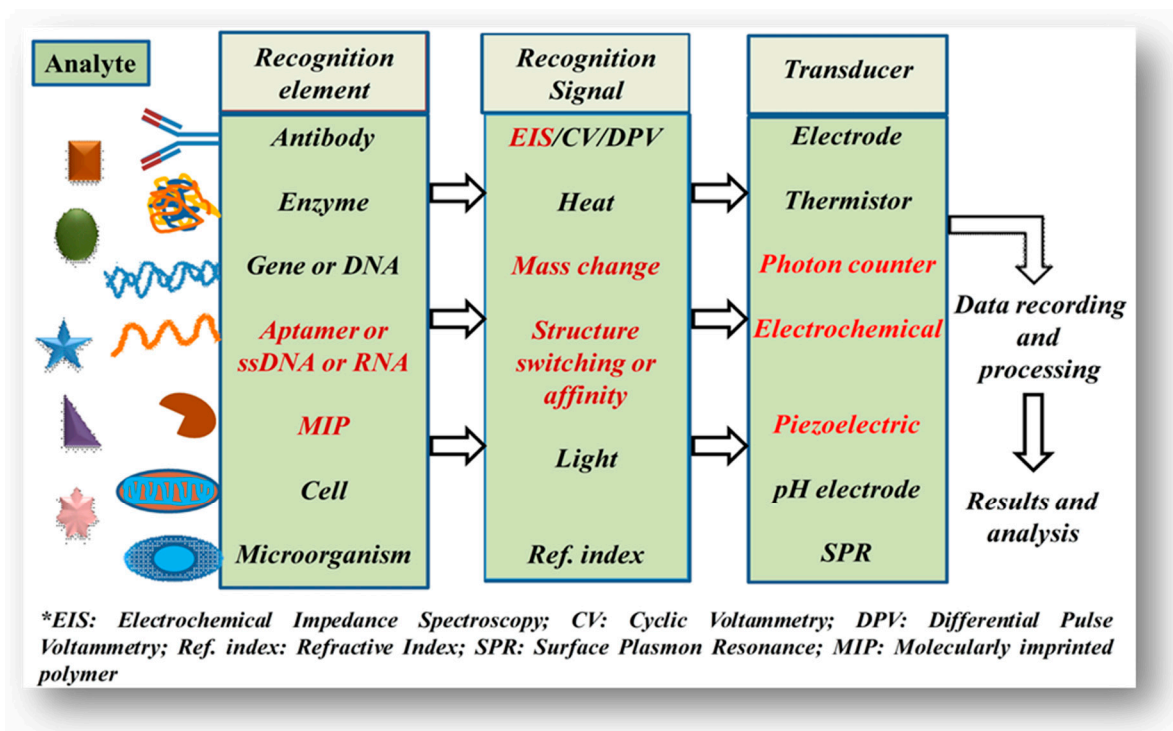 Analyte
Recognition
element
Antibody
Enzyme
Gene or DNA
Aptamer or
ssDNA or RNA
MIP
Cell
Microorganism
Recognition
Signal
EIS/CV/DPV
Heat
Mass change
Structure
switching or
affinity
Light
Ref. index
Transducer
Electrode
Thermistor
Photon counter
Electrochemical
Piezoelectric
pH electrode
SPR
Data recording
and
processing
Results and
analysis
*EIS: Electrochemical Impedance Spectroscopy; CV: Cyclic Voltammetry; DPV: Differential Pulse
Voltammetry; Ref. index: Refractive Index; SPR: Surface Plasmon Resonance; MIP: Molecularly imprinted
polymer